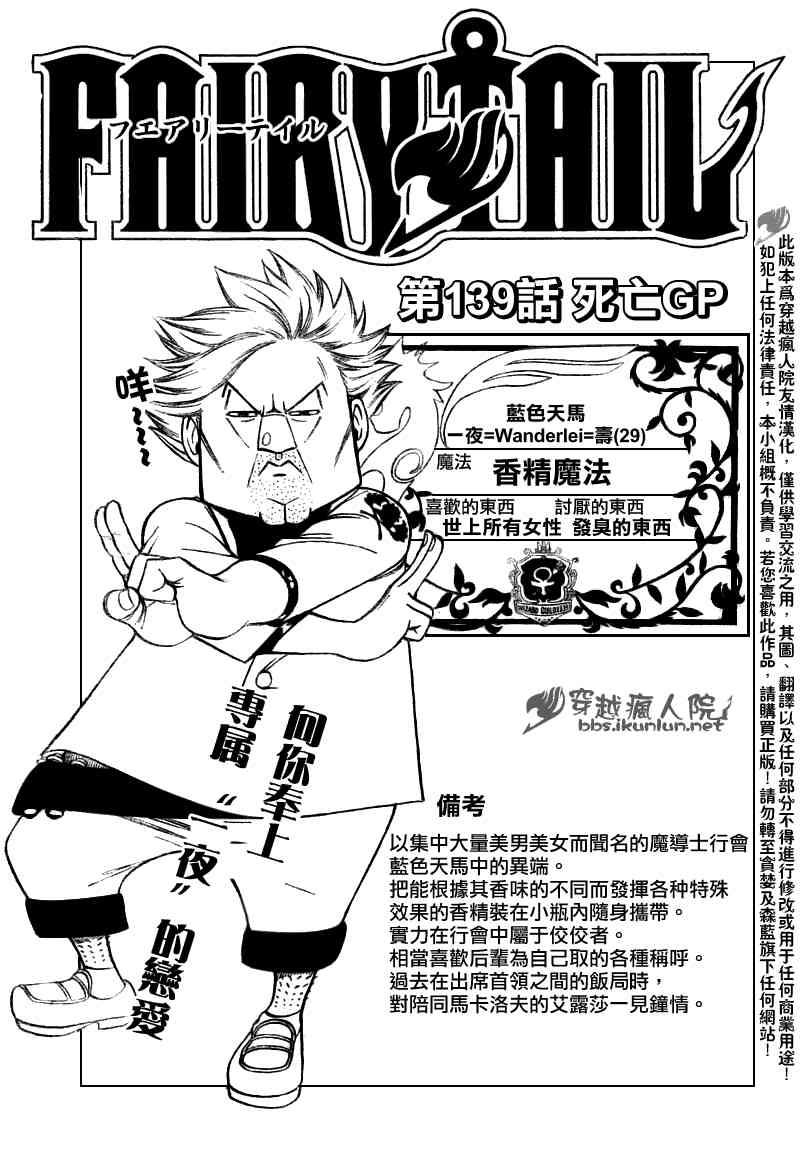 FAIRY TAIL
フェアリーテイル
第139話 死亡GP
咩~~~~
藍色天馬
一夜=Wanderlei=壽(29)
魔法
香精魔法
喜歡的東西 討厭的東西
世上所有女性 發臭的東西
向你奉上
專属“一夜”的戀愛
穿越瘋人院
bbs.ikunlun.net
備考
以集中大量美男美女而聞名的魔導士行會
藍色天馬中的異端。
把能根據其香味的不同而發揮各种特殊
效果的香精裝在小瓶內隨身攜帶。
實力在行會中屬于佼佼者。
相當喜歡后輩為自己取的各種稱呼。
過去在出席首領之間的飯局時，
對陪同馬卡洛夫的艾露莎一見鐘情。
此版本爲穿越瘋人院友情漢化，僅供學習交流之用，其圖、翻譯以及任何部分不得進行修改或用于任何商業用途！
如犯上任何法律責任，本小組概不負責。若您喜歡此作品，請購買正版！請勿轉至貪婪及森藍旗下任何網站！